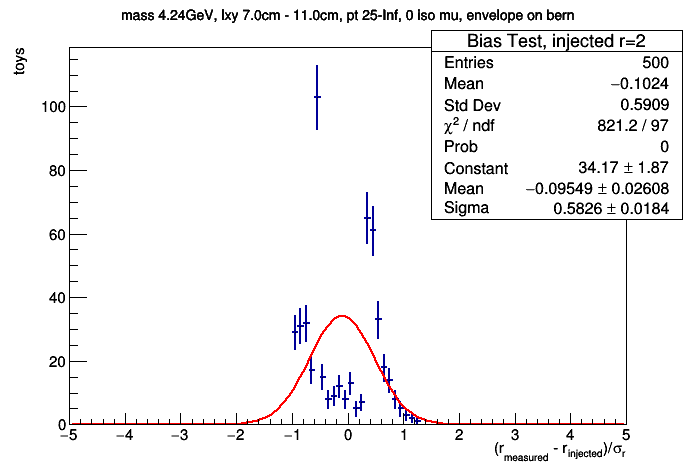 mass 4.24GeV, lxy 7.0cm - 11.0cm, pt 25-Inf, 0 Iso mu, envelope on bern
Bias Test, injected r=2
Entries 500
Mean −0.1024
Std Dev 0.5909
χ² / ndf 821.2 / 97
Prob 0
Constant 34.17 ± 1.87
Mean −0.09549 ± 0.02608
Sigma 0.5826 ± 0.0184
toys
100
80
60
40
20
0
−5 −4 −3 −2 −1 0 1 2 3 4 5
(r_measured - r_injected)/σ_r